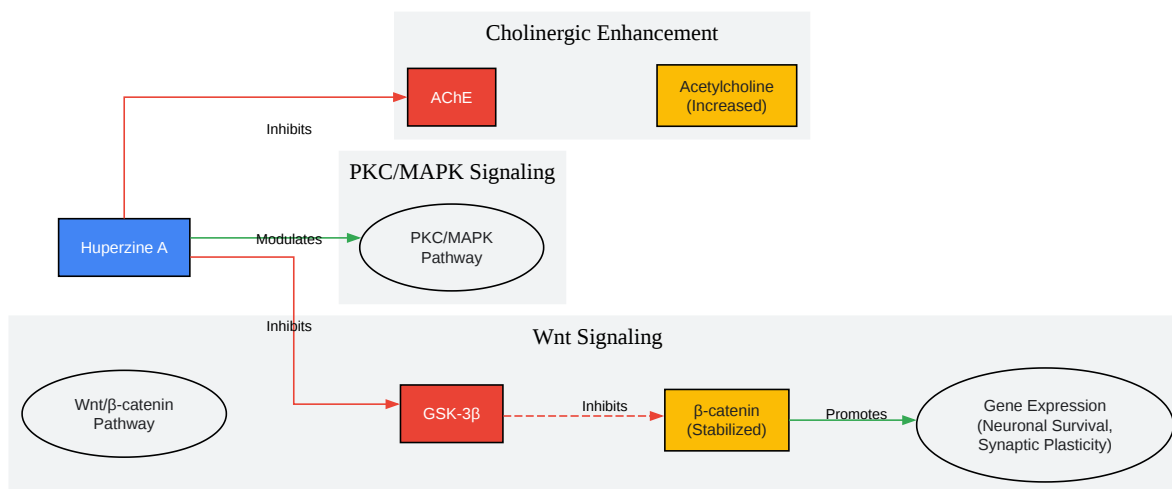 Cholinergic Enhancement
AChE
Acetylcholine
(Increased)
Inhibits
PKC/MAPK Signaling
Huperzine A
Modulates
PKC/MAPK
Pathway
Inhibits
Wnt Signaling
Wnt/β-catenin
Pathway
GSK-3β
Inhibits
β-catenin
(Stabilized)
Promotes
Gene Expression
(Neuronal Survival,
Synaptic Plasticity)